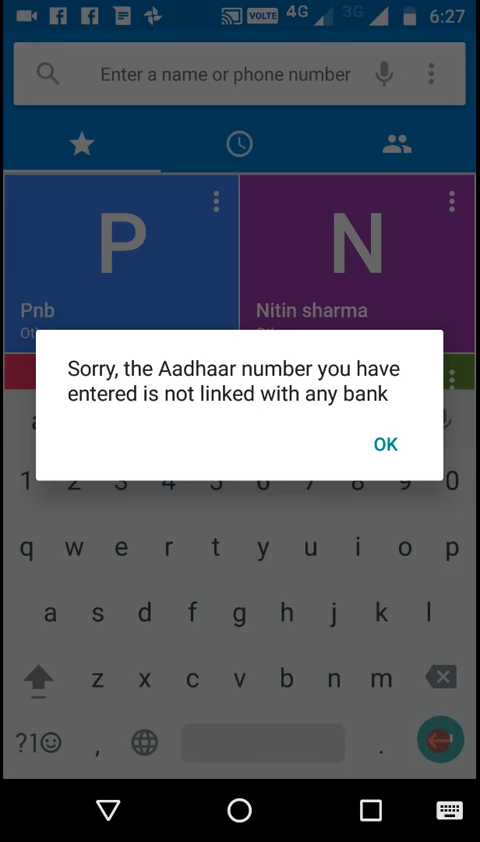 VOLTE 4G 3G 6:27
Enter a name or phone number
P N
Pnb Nitin sharma
Sorry, the Aadhaar number you have
entered is not linked with any bank
OK
1 2 3 4 5 6 7 8 9 0
q w e r t y u i o p
a s d f g h j k l
z x c v b n m
?1☺ , .